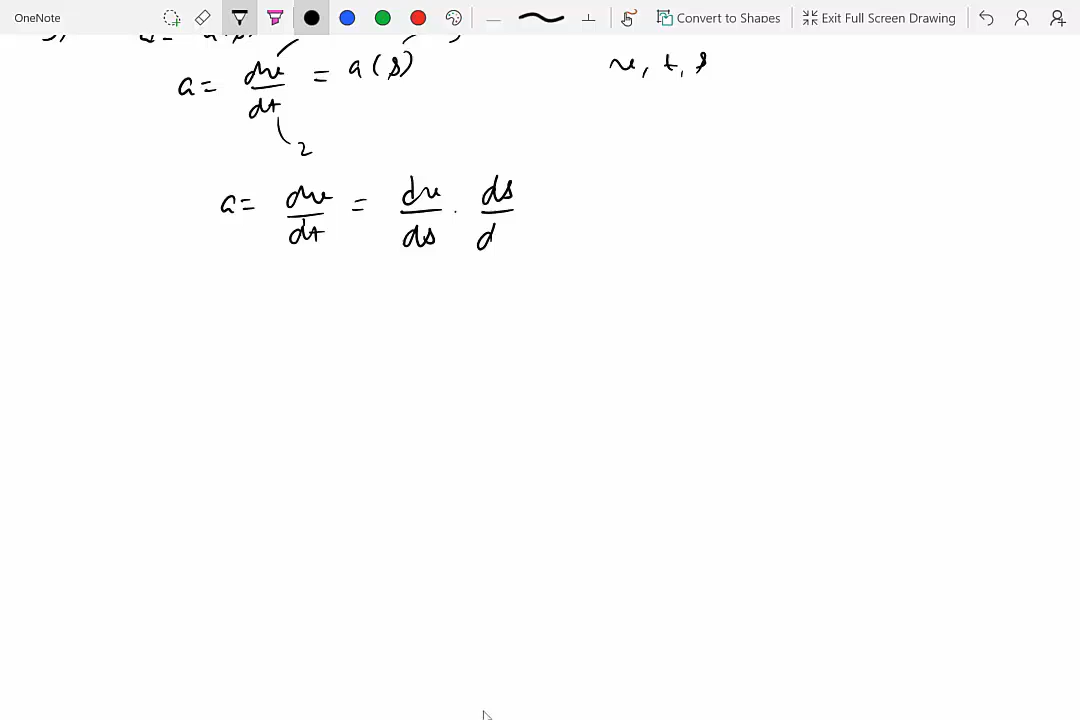 OneNote
Convert to Shapes
Exit Full Screen Drawing
a = dv/dt = a(s)
v, t, s
2
a = dv/dt = dv/ds . ds/d